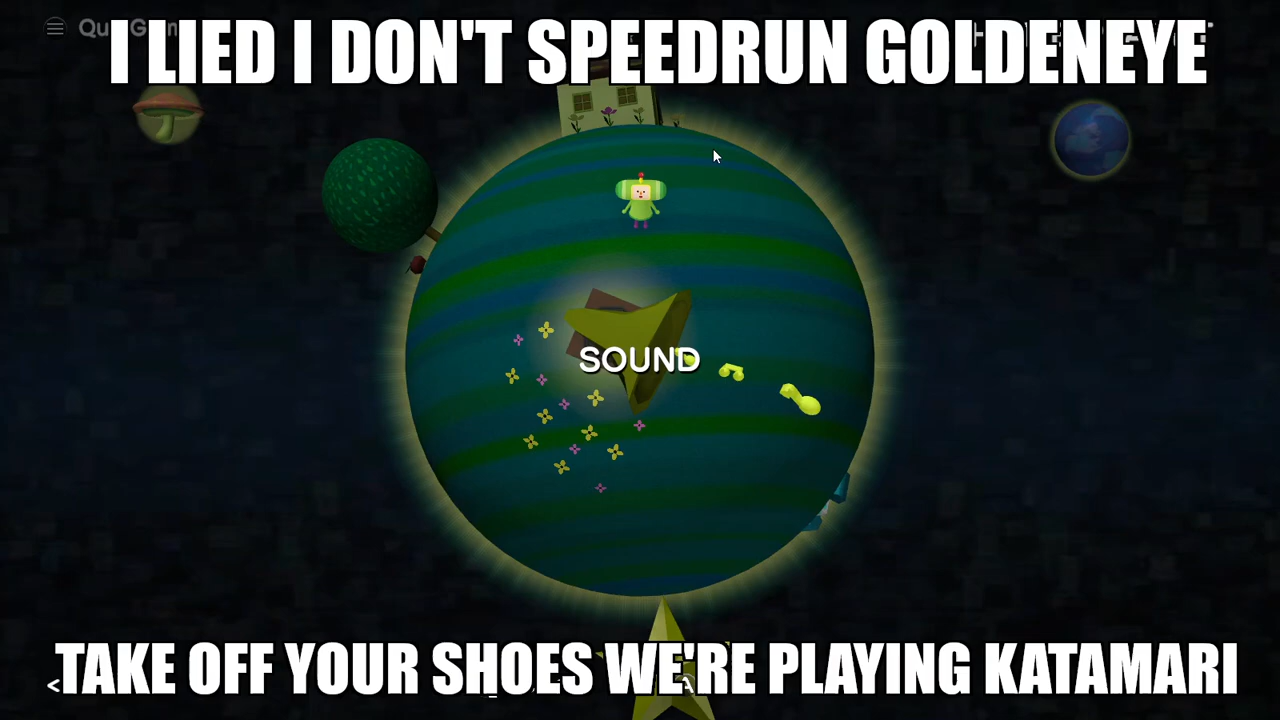 I LIED I DON'T SPEEDRUN GOLDENEYE
SOUND
TAKE OFF YOUR SHOES WE'RE PLAYING KATAMARI